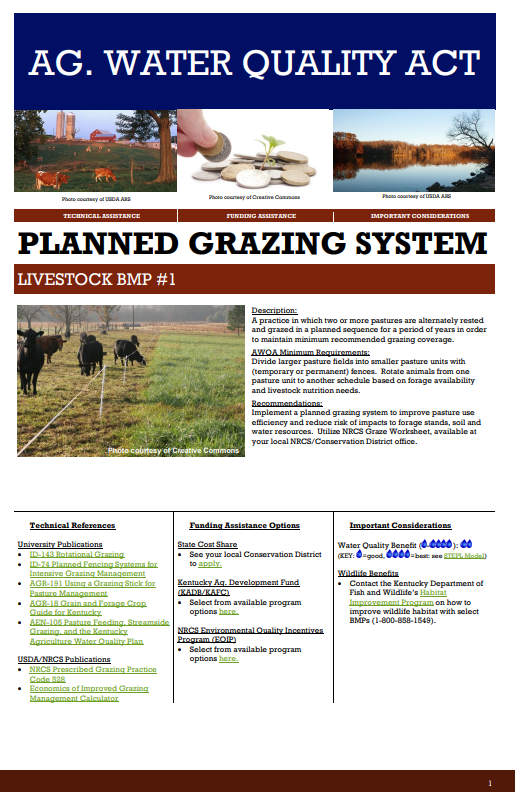 AG. WATER QUALITY ACT
Photo courtesy of USDA ARS
Photo courtesy of Creative Commons
Photo courtesy of USDA ARS
TECHNICAL ASSISTANCE
FUNDING ASSISTANCE
IMPORTANT CONSIDERATIONS
PLANNED GRAZING SYSTEM
LIVESTOCK BMP #1
Photo courtesy of Creative Commons
Description:
A practice in which two or more pastures are alternately rested
and grazed in a planned sequence for a period of years in order
to maintain minimum recommended grazing coverage.
AWQA Minimum Requirements:
Divide larger pasture fields into smaller pasture units with
(temporary or permanent) fences. Rotate animals from one
pasture unit to another schedule based on forage availability
and livestock nutrition needs.
Recommendations:
Implement a planned grazing system to improve pasture use
efficiency and reduce risk of impacts to forage stands, soil and
water resources. Utilize NRCS Graze Worksheet, available at
your local NRCS/Conservation District office.
Technical References
University Publications
• ID-143 Rotational Grazing
• ID-74 Planned Fencing Systems for
Intensive Grazing Management
• AGR-191 Using a Grazing Stick for
Pasture Management
• AGR-18 Grain and Forage Crop
Guide for Kentucky
• AEN-105 Pasture Feeding, Streamside
Grazing, and the Kentucky
Agriculture Water Quality Plan
USDA/NRCS Publications
• NRCS Prescribed Grazing Practice
Code 528
• Economics of Improved Grazing
Management Calculator
Funding Assistance Options
State Cost Share
• See your local Conservation District
to apply.
Kentucky Ag. Development Fund
(KADB/KAFC)
• Select from available program
options here.
NRCS Environmental Quality Incentives
Program (EQIP)
• Select from available program
options here.
Important Considerations
Water Quality Benefit
(KEY: =good, =best: see STEPL Model)
Wildlife Benefits
• Contact the Kentucky Department of
Fish and Wildlife's Habitat
Improvement Program on how to
improve wildlife with select
BMPs (1-800-858-1549).
1